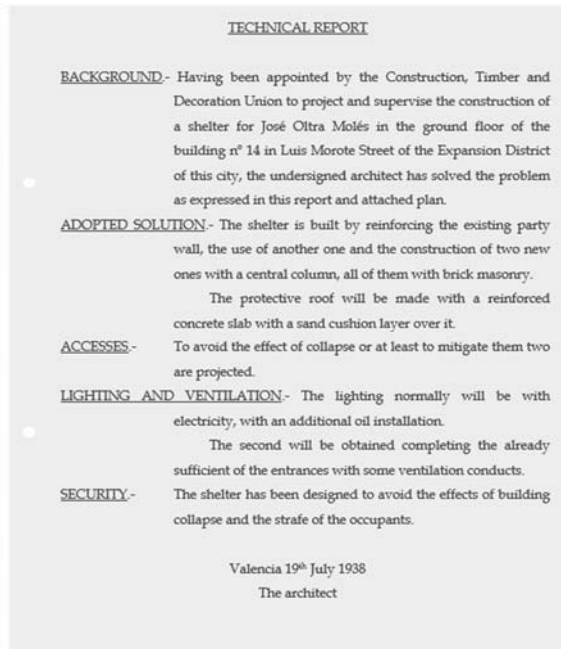 TECHNICAL REPORT
BACKGROUND.- Having been appointed by the Construction, Timber and
Decoration Union to project and supervise the construction of
a shelter for José Oltra Molés in the ground floor of the
building nº 14 in Luis Morote Street of the Expansion District
of this city, the undersigned architect has solved the problem
as expressed in this report and attached plan.
ADOPTED SOLUTION.- The shelter is built by reinforcing the existing party
wall, the use of another one and the construction of two new
ones with a central column, all of them with brick masonry.
The protective roof will be made with a reinforced
concrete slab with a sand cushion layer over it.
ACCESSES.- To avoid the effect of collapse or at least to mitigate them two
are projected.
LIGHTING AND VENTILATION.- The lighting normally will be with
electricity, with an additional oil installation.
The second will be obtained completing the already
sufficient of the entrances with some ventilation conducts.
SECURITY.- The shelter has been designed to avoid the effects of building
collapse and the strafe of the occupants.
Valencia 19th July 1938
The architect